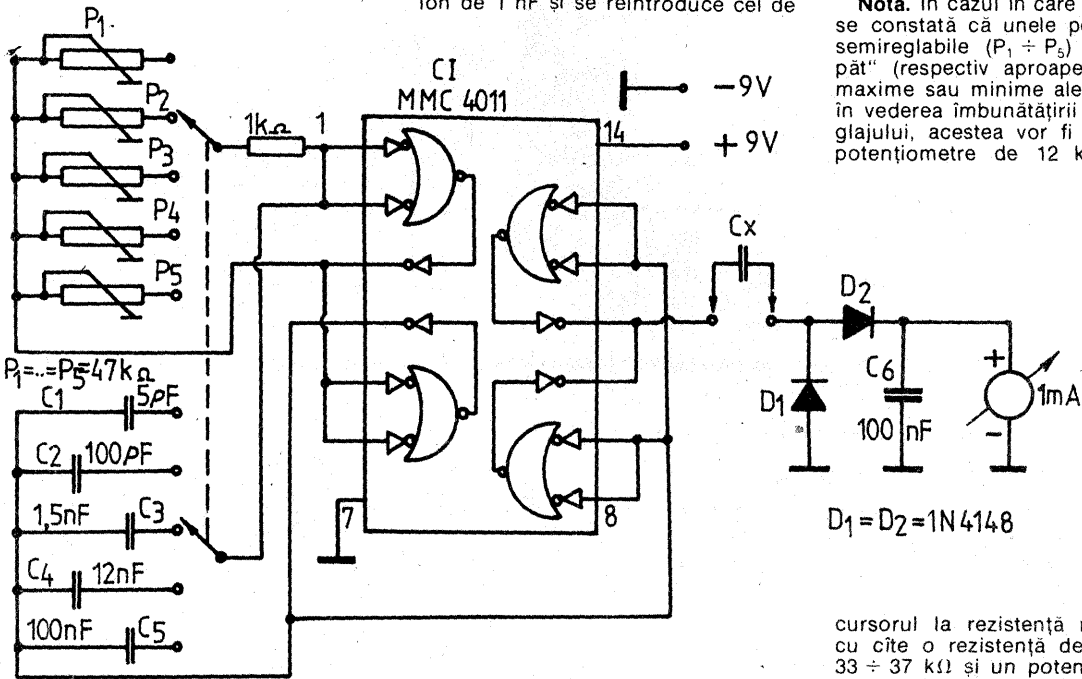 ion de 1 nF și se reintroduce cel de
Notă. În cazul în care
se constată că unele po
semireglabile (P₁ ÷ P₅)
păt" (respectiv aproape
maxime sau minime ale
în vederea îmbunătățirii
glajului, acestea vor fi
potențiometre de 12 k
P1
P2
P3
P4
P5
1kΩ
1
CI
MMC 4011
14
-9V
+9V
Cx
D1
D2
C6
100 nF
+
1mA
-
7
8
P₁=..=P5=47kΩ
C1
5pF
C2
100pF
1,5nF
C3
C4
12nF
100nF
C5
D₁=D₂=1N4148
cursorul la rezistență
cu cîte o rezistență de
33 ÷ 37 kΩ și un poten